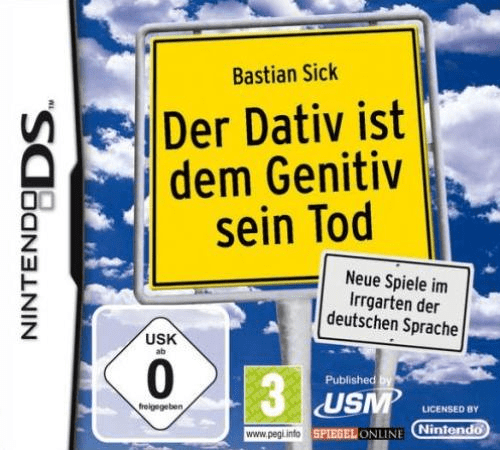 NINTENDO DS™
Bastian Sick
Der Dativ ist
dem Genitiv
sein Tod
Neue Spiele im
Irrgarten der
deutschen Sprache
USK
ab
0
freigegeben
3
www.pegi.info
Published by
USM
SPIEGEL ONLINE
LICENSED BY
Nintendo